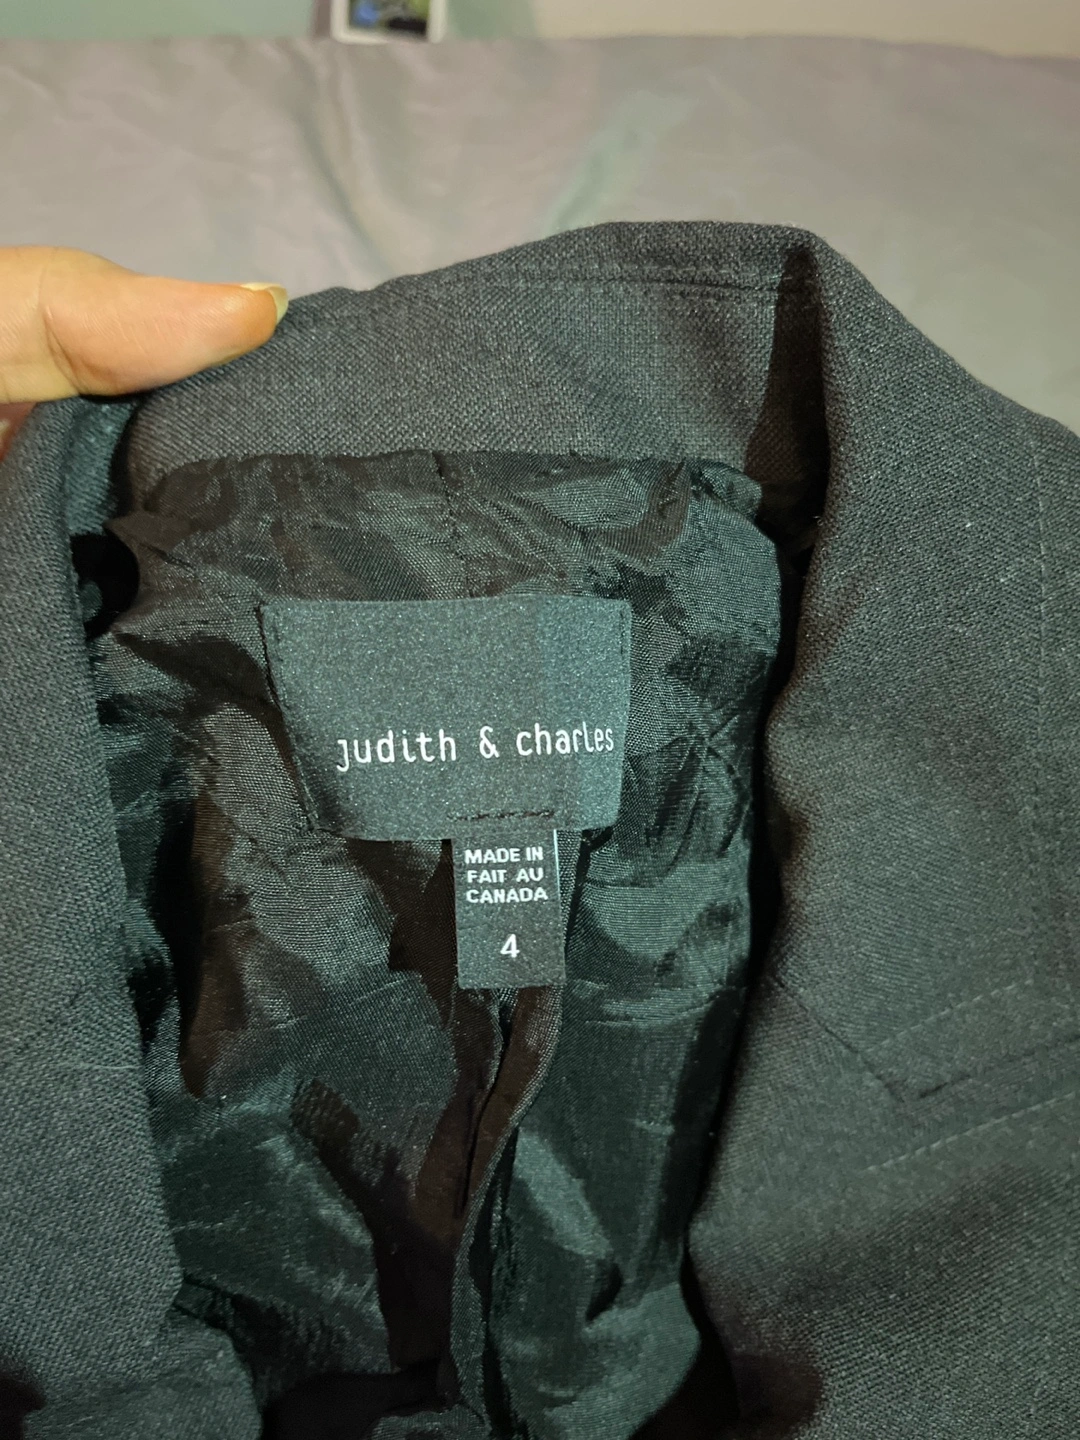 judith & charles
MADE IN
FAIT AU
CANADA
4